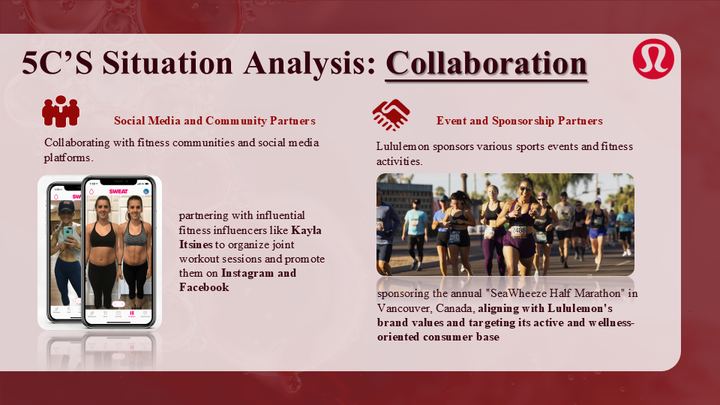 5C'S Situation Analysis: Collaboration
Social Media and Community Partners
Collaborating with fitness communities and social media
platforms.
SWEAT
SWEAT
partnering with influential
fitness influencers like Kayla
Itsines to organize joint
workout sessions and promote
them on Instagram and
Facebook
Event and Sponsorship Partners
Lululemon sponsors various sports events and fitness
activities.
sponsoring the annual "SeaWheeze Half Marathon" in
Vancouver, Canada, aligning with Lululemon's
brand values and targeting its active and wellness-
oriented consumer base